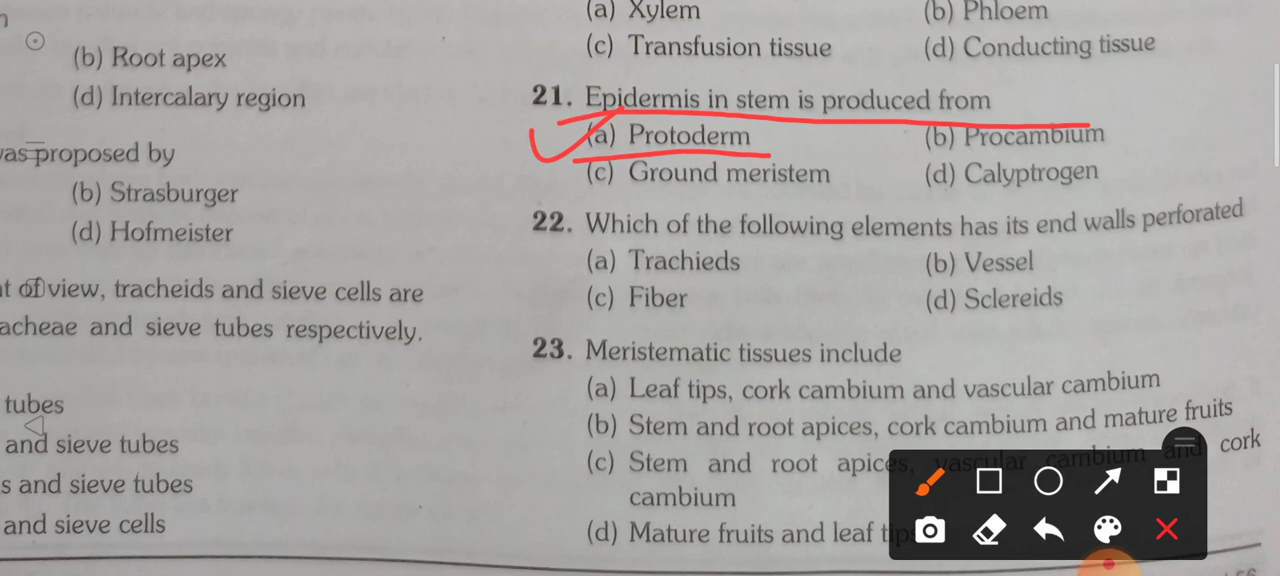 (b) Root apex
(d) Intercalary region
proposed by
(b) Strasburger
(d) Hofmeister
of view, tracheids and sieve cells are
and sieve tubes respectively.
tubes
and sieve tubes
and sieve tubes
and sieve cells
(a) Xylem (b) Phloem
(c) Transfusion tissue (d) Conducting tissue
21. Epidermis in stem is produced from
(a) Protoderm (b) Procambium
(c) Ground meristem (d) Calyptrogen
22. Which of the following elements has its end walls perforated
(a) Trachieds (b) Vessel
(c) Fiber (d) Sclereids
23. Meristematic tissues include
(a) Leaf tips, cork cambium and vascular cambium
(b) Stem and root apices, cork cambium and mature fruits
(c) Stem and root apices, vascular cambium and cork
cambium
(d) Mature fruits and leaf tips